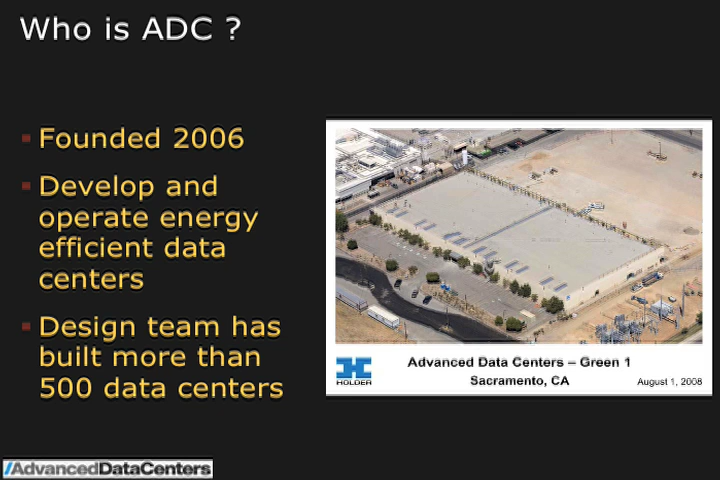 Who is ADC ?
Founded 2006
Develop and
operate energy
efficient data
centers
Design team has
built more than
500 data centers
HOLDER
Advanced Data Centers – Green 1
Sacramento, CA
August 1, 2008
/AdvancedDataCenters